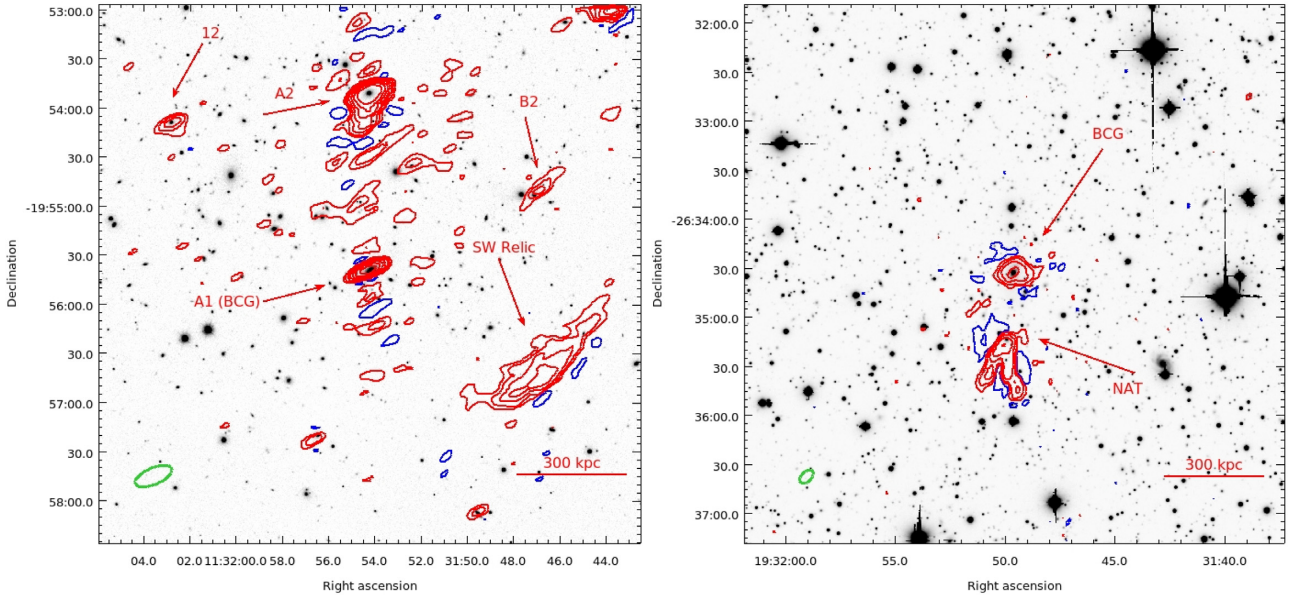 53:00.0
30.0
54:00.0
30.0
-19:55:00.0
30.0
56:00.0
30.0
57:00.0
30.0
58:00.0
Declination
12
A2
B2
SW Relic
A1 (BCG)
300 kpc
04.0 02.0 11:32:00.0 58.0 56.0 54.0 52.0 31:50.0 48.0 46.0 44.0
Right ascension
32:00.0
30.0
33:00.0
30.0
-26:34:00.0
30.0
35:00.0
30.0
36:00.0
30.0
37:00.0
Declination
BCG
NAT
300 kpc
19:32:00.0 55.0 50.0 45.0 31:40.0
Right ascension